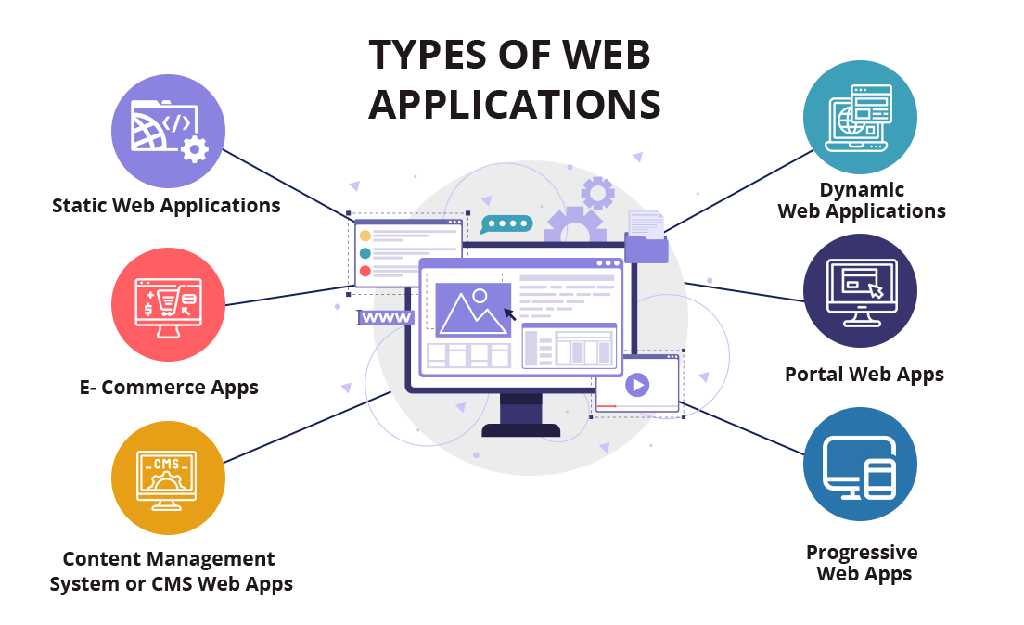 TYPES OF WEB
APPLICATIONS
</>
Static Web Applications
Dynamic
Web Applications
WWW
$
E- Commerce Apps
Portal Web Apps
CMS
Content Management
System or CMS Web Apps
Progressive
Web Apps